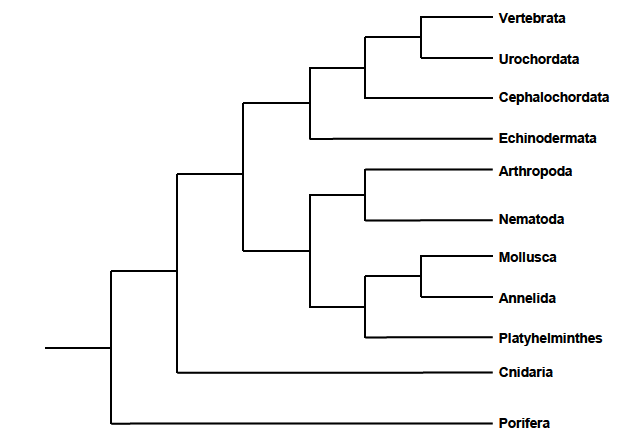 Vertebrata
Urochordata
Cephalochordata
Echinodermata
Arthropoda
Nematoda
Mollusca
Annelida
Platyhelminthes
Cnidaria
Porifera